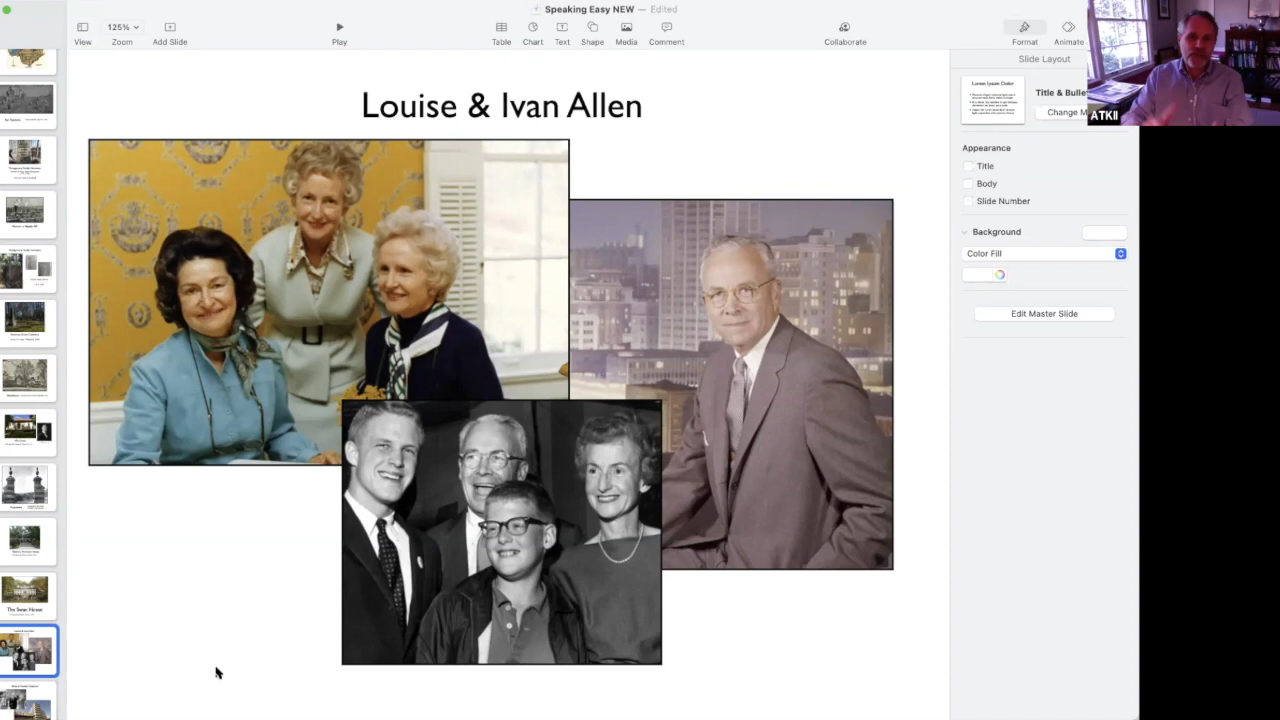 Speaking Easy NEW — Edited
125%
View
Zoom
Add Slide
Play
Table
Chart
Text
Shape
Media
Comment
Collaborate
Format
Animate
Slide Layout
Title & Bulle
Change M
ATKII
Louise & Ivan Allen
Appearance
Title
Body
Slide Number
Background
Color Fill
Edit Master Slide
The Swan House